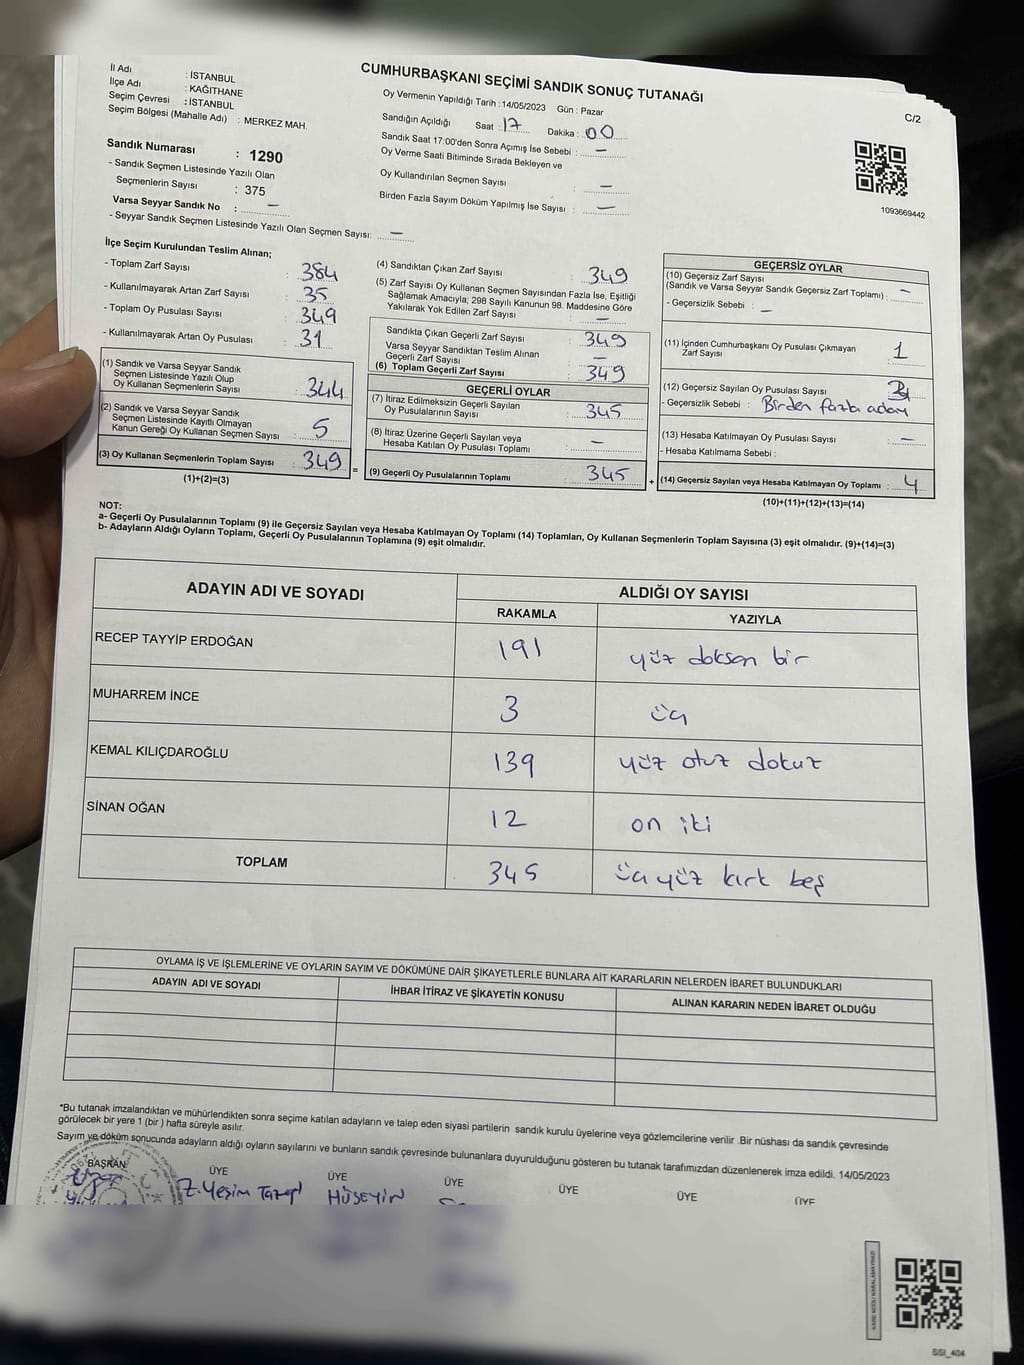 CUMHURBAŞKANI SEÇİMİ SANDIK SONUÇ TUTANAĞI
C/2
İl Adı : İSTANBUL
İlçe Adı : KAĞITHANE
Seçim Çevresi : İSTANBUL
Seçim Bölgesi (Mahalle Adı) : MERKEZ MAH.
Sandık Numarası : 1290
- Sandık Seçmen Listesinde Yazılı Olan
Seçmenlerin Sayısı : 375
Varsa Seyyar Sandık No : –
- Seyyar Sandık Seçmen Listesinde Yazılı Olan Seçmen Sayısı: –
Oy Vermenin Yapıldığı Tarih :14/05/2023 Gün : Pazar
Sandığın Açıldığı Saat : 17 Dakika : 00
Sandık Saat 17:00'den Sonra Açımış İse Sebebi : –
Oy Verme Saati Bitiminde Sırada Bekleyen ve
Oy Kullandırılan Seçmen Sayısı : –
Birden Fazla Sayım Döküm Yapılmış İse Sayısı : –
1093669442
İlçe Seçim Kurulundan Teslim Alınan;
- Toplam Zarf Sayısı : 384
- Kullanılmayarak Artan Zarf Sayısı : 35
- Toplam Oy Pusulası Sayısı : 349
- Kullanılmayarak Artan Oy Pusulası : 31
(1) Sandık ve Varsa Seyyar Sandık
Seçmen Listesinde Yazılı Olup
Oy Kullanan Seçmenlerin Sayısı : 344
(2) Sandık ve Varsa Seyyar Sandık
Seçmen Listesinde Kayıtlı Olmayan
Kanun Gereği Oy Kullanan Seçmen Sayısı : 5
(3) Oy Kullanan Seçmenlerin Toplam Sayısı : 349
(1)+(2)=(3)
=
(4) Sandıktan Çıkan Zarf Sayısı : 349
(5) Zarf Sayısı Oy Kullanan Seçmen Sayısından Fazla İse, Eşitliği
Sağlamak Amacıyla; 298 Sayılı Kanunun 98. Maddesine Göre
Yakılarak Yok Edilen Zarf Sayısı : –
Sandıkta Çıkan Geçerli Zarf Sayısı : 349
Varsa Seyyar Sandıktan Teslim Alınan
Geçerli Zarf Sayısı : –
(6) Toplam Geçerli Zarf Sayısı : 349
GEÇERLİ OYLAR
(7) İtiraz Edilmeksizin Geçerli Sayılan
Oy Pusulalarının Sayısı : 345
(8) İtiraz Üzerine Geçerli Sayılan veya
Hesaba Katılan Oy Pusulası Toplamı : –
(9) Geçerli Oy Pusulalarının Toplamı : 345
+
GEÇERSİZ OYLAR
(10) Geçersiz Zarf Sayısı
(Sandık ve Varsa Seyyar Sandık Geçersiz Zarf Toplamı) : –
- Geçersizlik Sebebi : –
(11) İçinden Cumhurbaşkanı Oy Pusulası Çıkmayan
Zarf Sayısı : 1
(12) Geçersiz Sayılan Oy Pusulası Sayısı :
- Geçersizlik Sebebi : Birden fazla aday
(13) Hesaba Katılmayan Oy Pusulası Sayısı : –
- Hesaba Katılmama Sebebi :
(14) Geçersiz Sayılan veya Hesaba Katılmayan Oy Toplamı : 4
(10)+(11)+(12)+(13)=(14)
NOT:
a- Geçerli Oy Pusulalarının Toplamı (9) ile Geçersiz Sayılan veya Hesaba Katılmayan Oy Toplamı (14) Toplamları, Oy Kullanan Seçmenlerin Toplam Sayısına (3) eşit olmalıdır. (9)+(14)=(3)
b- Adayların Aldığı Oyların Toplamı, Geçerli Oy Pusulalarının Toplamına (9) eşit olmalıdır.
ADAYIN ADI VE SOYADI ALDIĞI OY SAYISI
RAKAMLA YAZIYLA
RECEP TAYYİP ERDOĞAN 191 yüz doksan bir
MUHARREM İNCE 3 üç
KEMAL KILIÇDAROĞLU 139 yüz otuz dokuz
SİNAN OĞAN 12 on iki
TOPLAM 345 üç yüz kırk beş
OYLAMA İŞ VE İŞLEMLERİNE VE OYLARIN SAYIM VE DÖKÜMÜNE DAİR ŞİKAYETLERLE BUNLARA AİT KARARLARIN NELERDEN İBARET BULUNDUKLARI
ADAYIN ADI VE SOYADI İHBAR İTİRAZ VE ŞİKAYETİN KONUSU ALINAN KARARIN NEDEN İBARET OLDUĞU
*Bu tutanak imzalandıktan ve mühürlendikten sonra seçime katılan adayların ve talep eden siyasi partilerin sandık kurulu üyelerine veya gözlemcilerine verilir .Bir nüshası da sandık çevresinde
görülecek bir yere 1 (bir ) hafta süreyle asılır.
Sayım ve döküm sonucunda adayların aldığı oyların sayılarını ve bunların sandık çevresinde bulunanlara duyurulduğunu gösteren bu tutanak tarafımızdan düzenlenerek imza edildi. 14/05/2023
BAŞKAN ÜYE ÜYE ÜYE ÜYE ÜYE ÜYE
Z.Yeşim HÜSEYİN
SSI_404